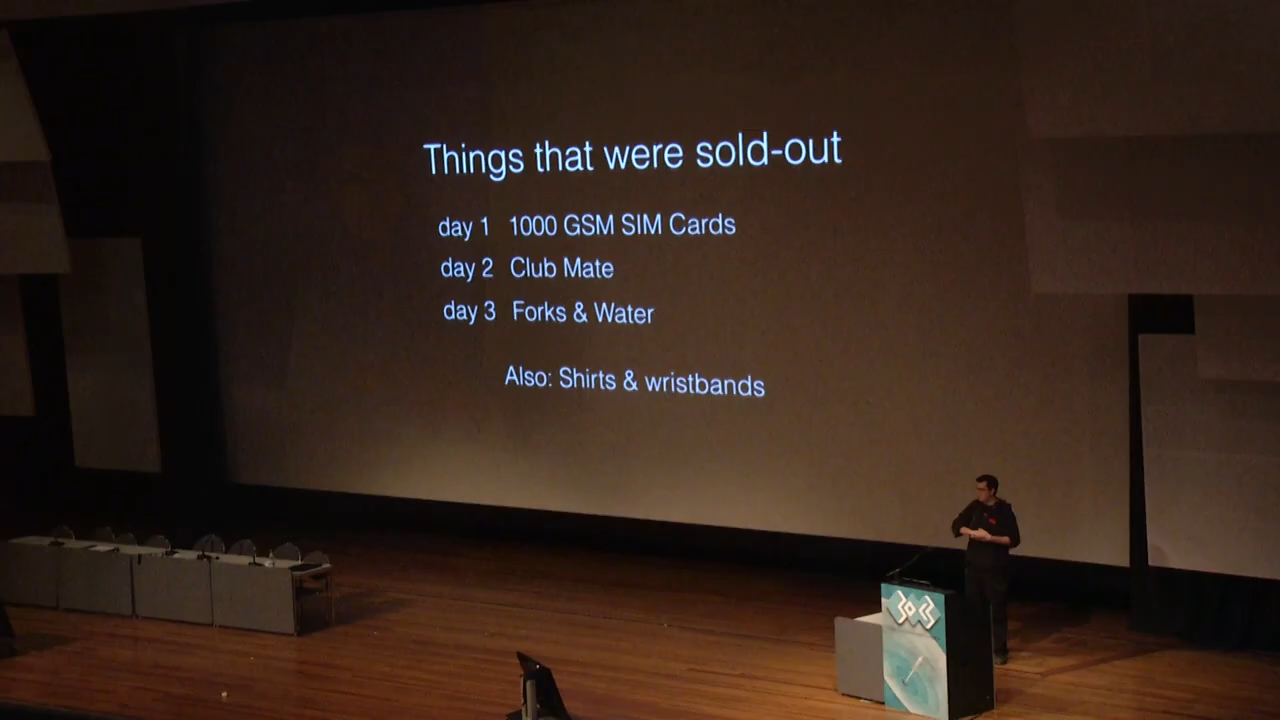 Things that were sold-out
day 1 1000 GSM SIM Cards
day 2 Club Mate
day 3 Forks & Water
Also: Shirts & wristbands
30C3